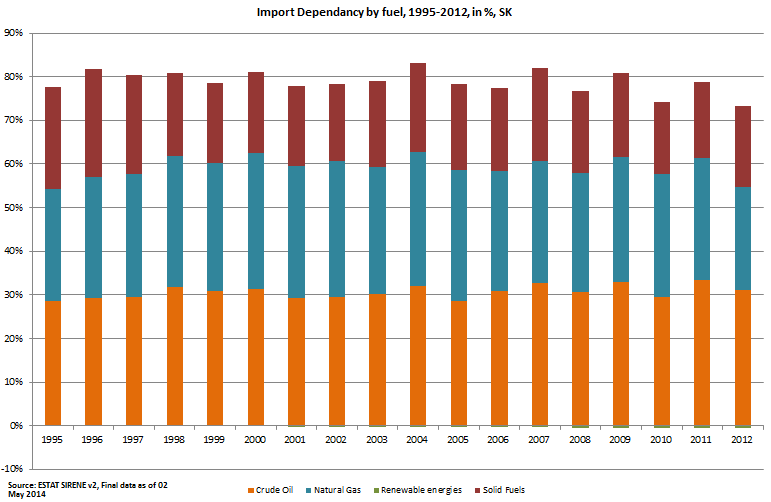 Import Dependancy by fuel, 1995-2012, in %, SK
90%
80%
70%
60%
50%
40%
30%
20%
10%
0%
-10%
1995 1996 1997 1998 1999 2000 2001 2002 2003 2004 2005 2006 2007 2008 2009 2010 2011 2012
Source: ESTAT SIRENE v2, Final data as of 02
May 2014
Crude Oil Natural Gas Renewable energies Solid Fuels